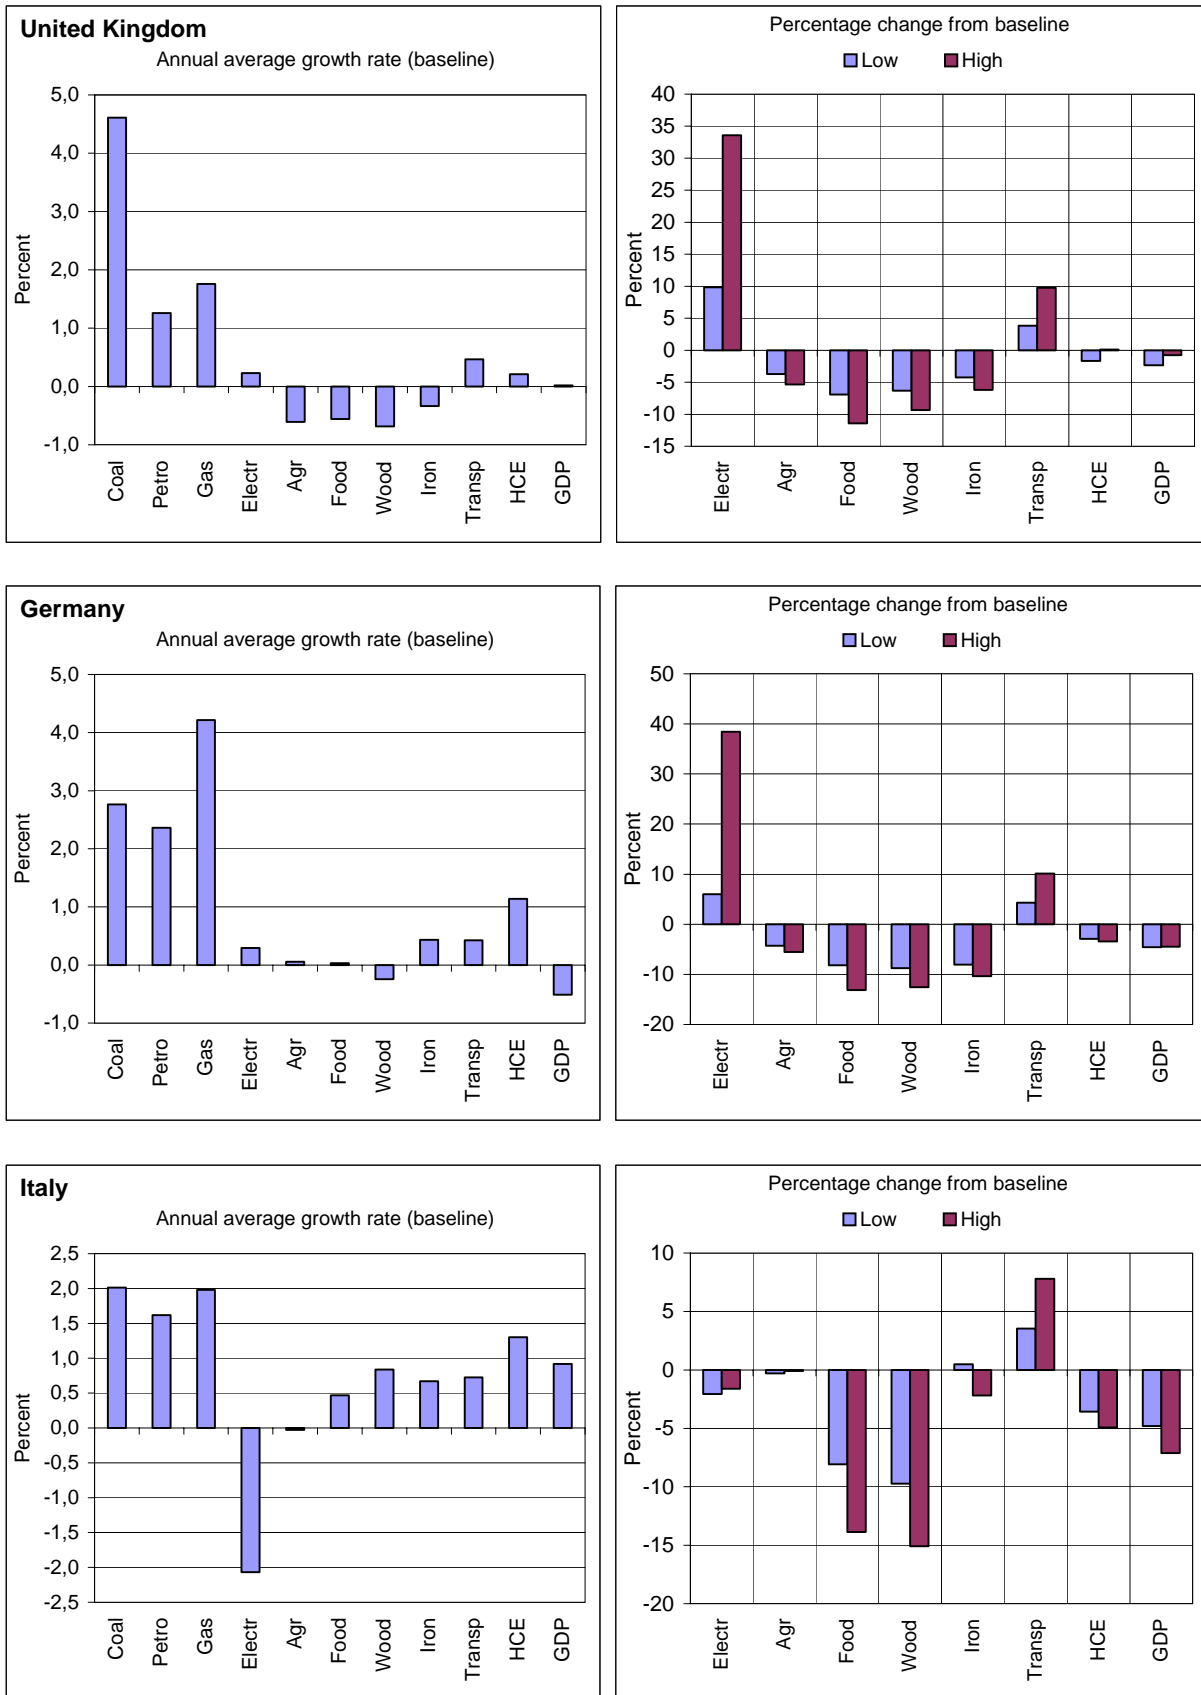 United Kingdom
Annual average growth rate (baseline)
Percent
5,0
4,0
3,0
2,0
1,0
0,0
-1,0
Coal
Petro
Gas
Electr
Agr
Food
Wood
Iron
Transp
HCE
GDP
Percentage change from baseline
Low High
Percent
40
35
30
25
20
15
10
5
0
-5
-10
-15
Electr
Agr
Food
Wood
Iron
Transp
HCE
GDP
Germany
Annual average growth rate (baseline)
Percent
5,0
4,0
3,0
2,0
1,0
0,0
-1,0
Coal
Petro
Gas
Electr
Agr
Food
Wood
Iron
Transp
HCE
GDP
Percentage change from baseline
Low High
Percent
50
40
30
20
10
0
-10
-20
Electr
Agr
Food
Wood
Iron
Transp
HCE
GDP
Italy
Annual average growth rate (baseline)
Percent
2,5
2,0
1,5
1,0
0,5
0,0
-0,5
-1,0
-1,5
-2,0
-2,5
Coal
Petro
Gas
Electr
Agr
Food
Wood
Iron
Transp
HCE
GDP
Percentage change from baseline
Low High
Percent
10
5
0
-5
-10
-15
-20
Electr
Agr
Food
Wood
Iron
Transp
HCE
GDP